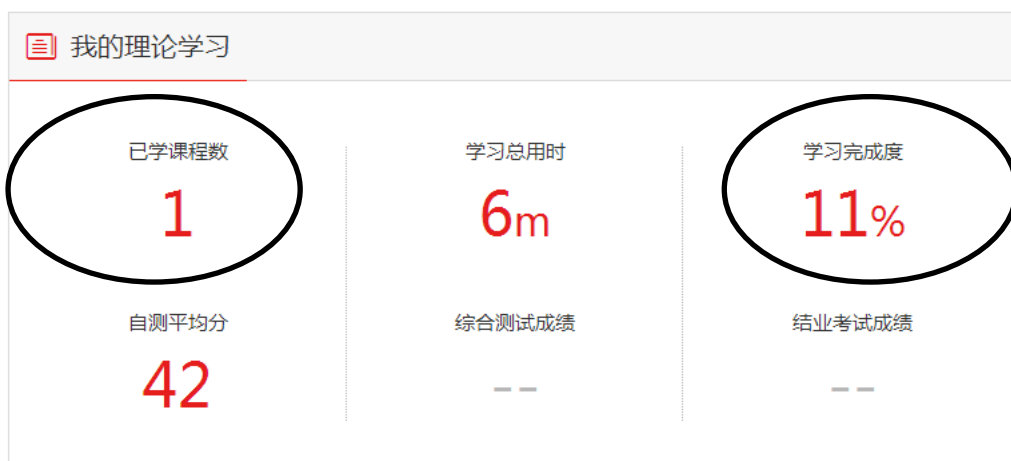 我的理论学习
已学课程数 学习总用时 学习完成度
1 6m 11%
自测平均分 综合测试成绩 结业考试成绩
42 -- --